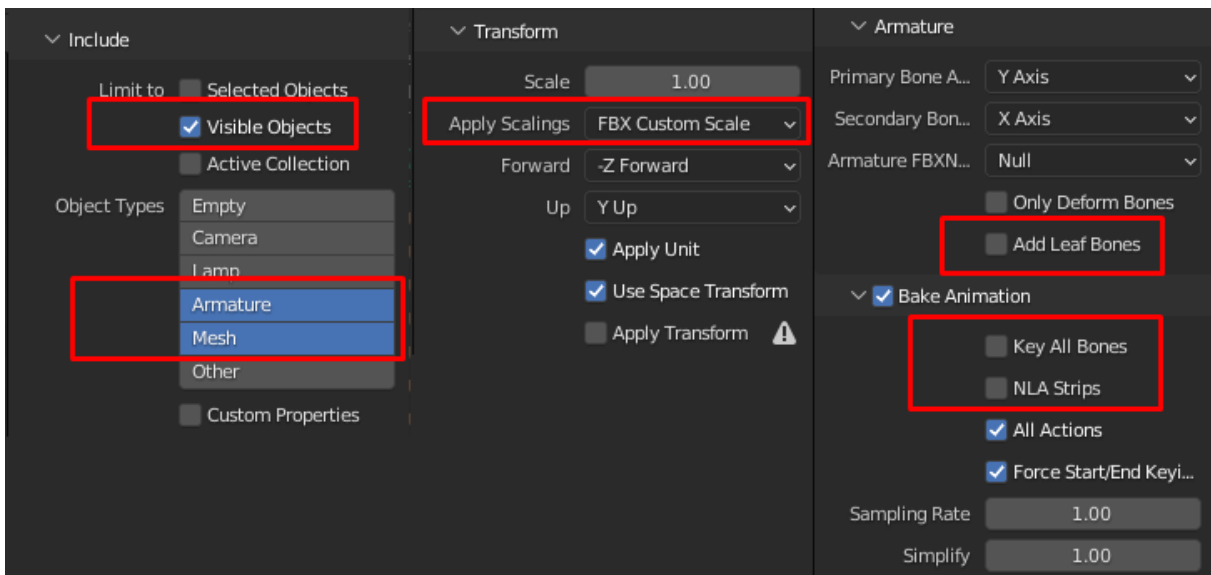 Include
Limit to
Selected Objects
Visible Objects
Active Collection
Object Types
Empty
Camera
Lamp
Armature
Mesh
Other
Custom Properties
Transform
Scale 1.00
Apply Scalings FBX Custom Scale
Forward -Z Forward
Up Y Up
Apply Unit
Use Space Transform
Apply Transform
Armature
Primary Bone A... Y Axis
Secondary Bon... X Axis
Armature FBXN... Null
Only Deform Bones
Add Leaf Bones
Bake Animation
Key All Bones
NLA Strips
All Actions
Force Start/End Keyi...
Sampling Rate 1.00
Simplify 1.00